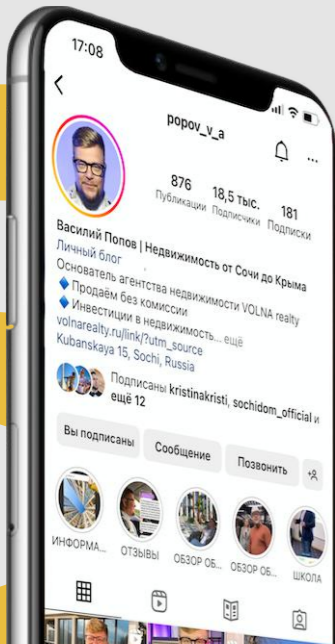 17:08
popov_v_a
876
18,5 тыс.
181
Публикации
Подписчики
Подписки
Василий Попов | Недвижимость от Сочи до Крыма
Личный блог
Основатель агентства недвижимости VOLNA realty
🔹Продаём без комиссии
🔹Инвестиции в недвижимость... ещё
volnarealty.ru/link/?utm_source
Kubanskaya 15, Sochi, Russia
Подписаны kristinakristi, sochidom_official и
ещё 12
Вы подписаны
Сообщение
Позвонить
ИНФОРМА...
ОТЗЫВЫ
ОБЗОР ОБ...
ОБЗОР ОБ...
ШКОЛА